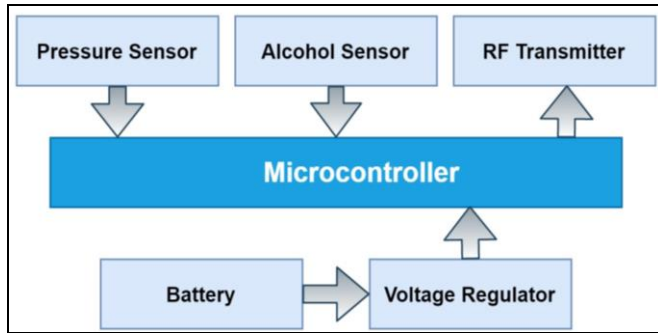 Pressure Sensor
Alcohol Sensor
RF Transmitter
Microcontroller
Battery
Voltage Regulator